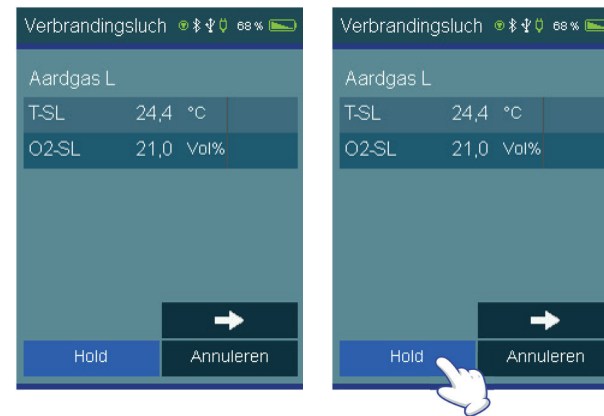 Verbrandingsluch 68 %
Aardgas L
T-SL 24,4 °C
O2-SL 21,0 Vol%
Hold Annuleren
Verbrandingsluch 68 %
Aardgas L
T-SL 24,4 °C
O2-SL 21,0 Vol%
Hold Annuleren